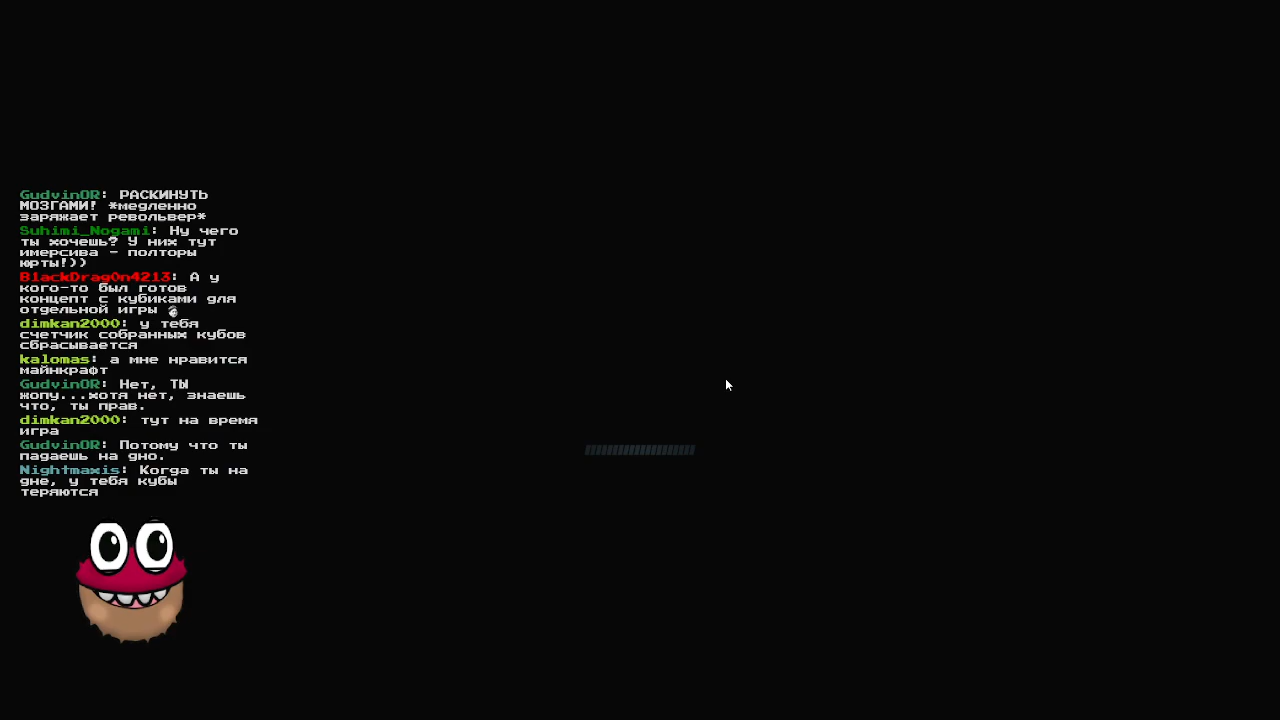 GudvinOR: РАСКИНУТЬ
МОЗГАМИ! *медленно
заряжает револьвер*
Suhimi_Nogami: Ну чего
ты хочешь? У них тут
имерсива - полторы
юрты!))
BlackDrag0n4213: А у
кого-то был готов
концепт с кубиками для
отдельной игры
dimkan2000: у тебя
счетчик собранных кубов
сбрасывается
kalomas: а мне нравится
майнкрафт
GudvinOR: Нет, ТЫ
жопу...хотя нет, знаешь
что, ты прав.
dimkan2000: тут на время
игра
GudvinOR: Потому что ты
падаешь на дно.
Nightmaxis: Когда ты на
дне, у тебя кубы
теряются